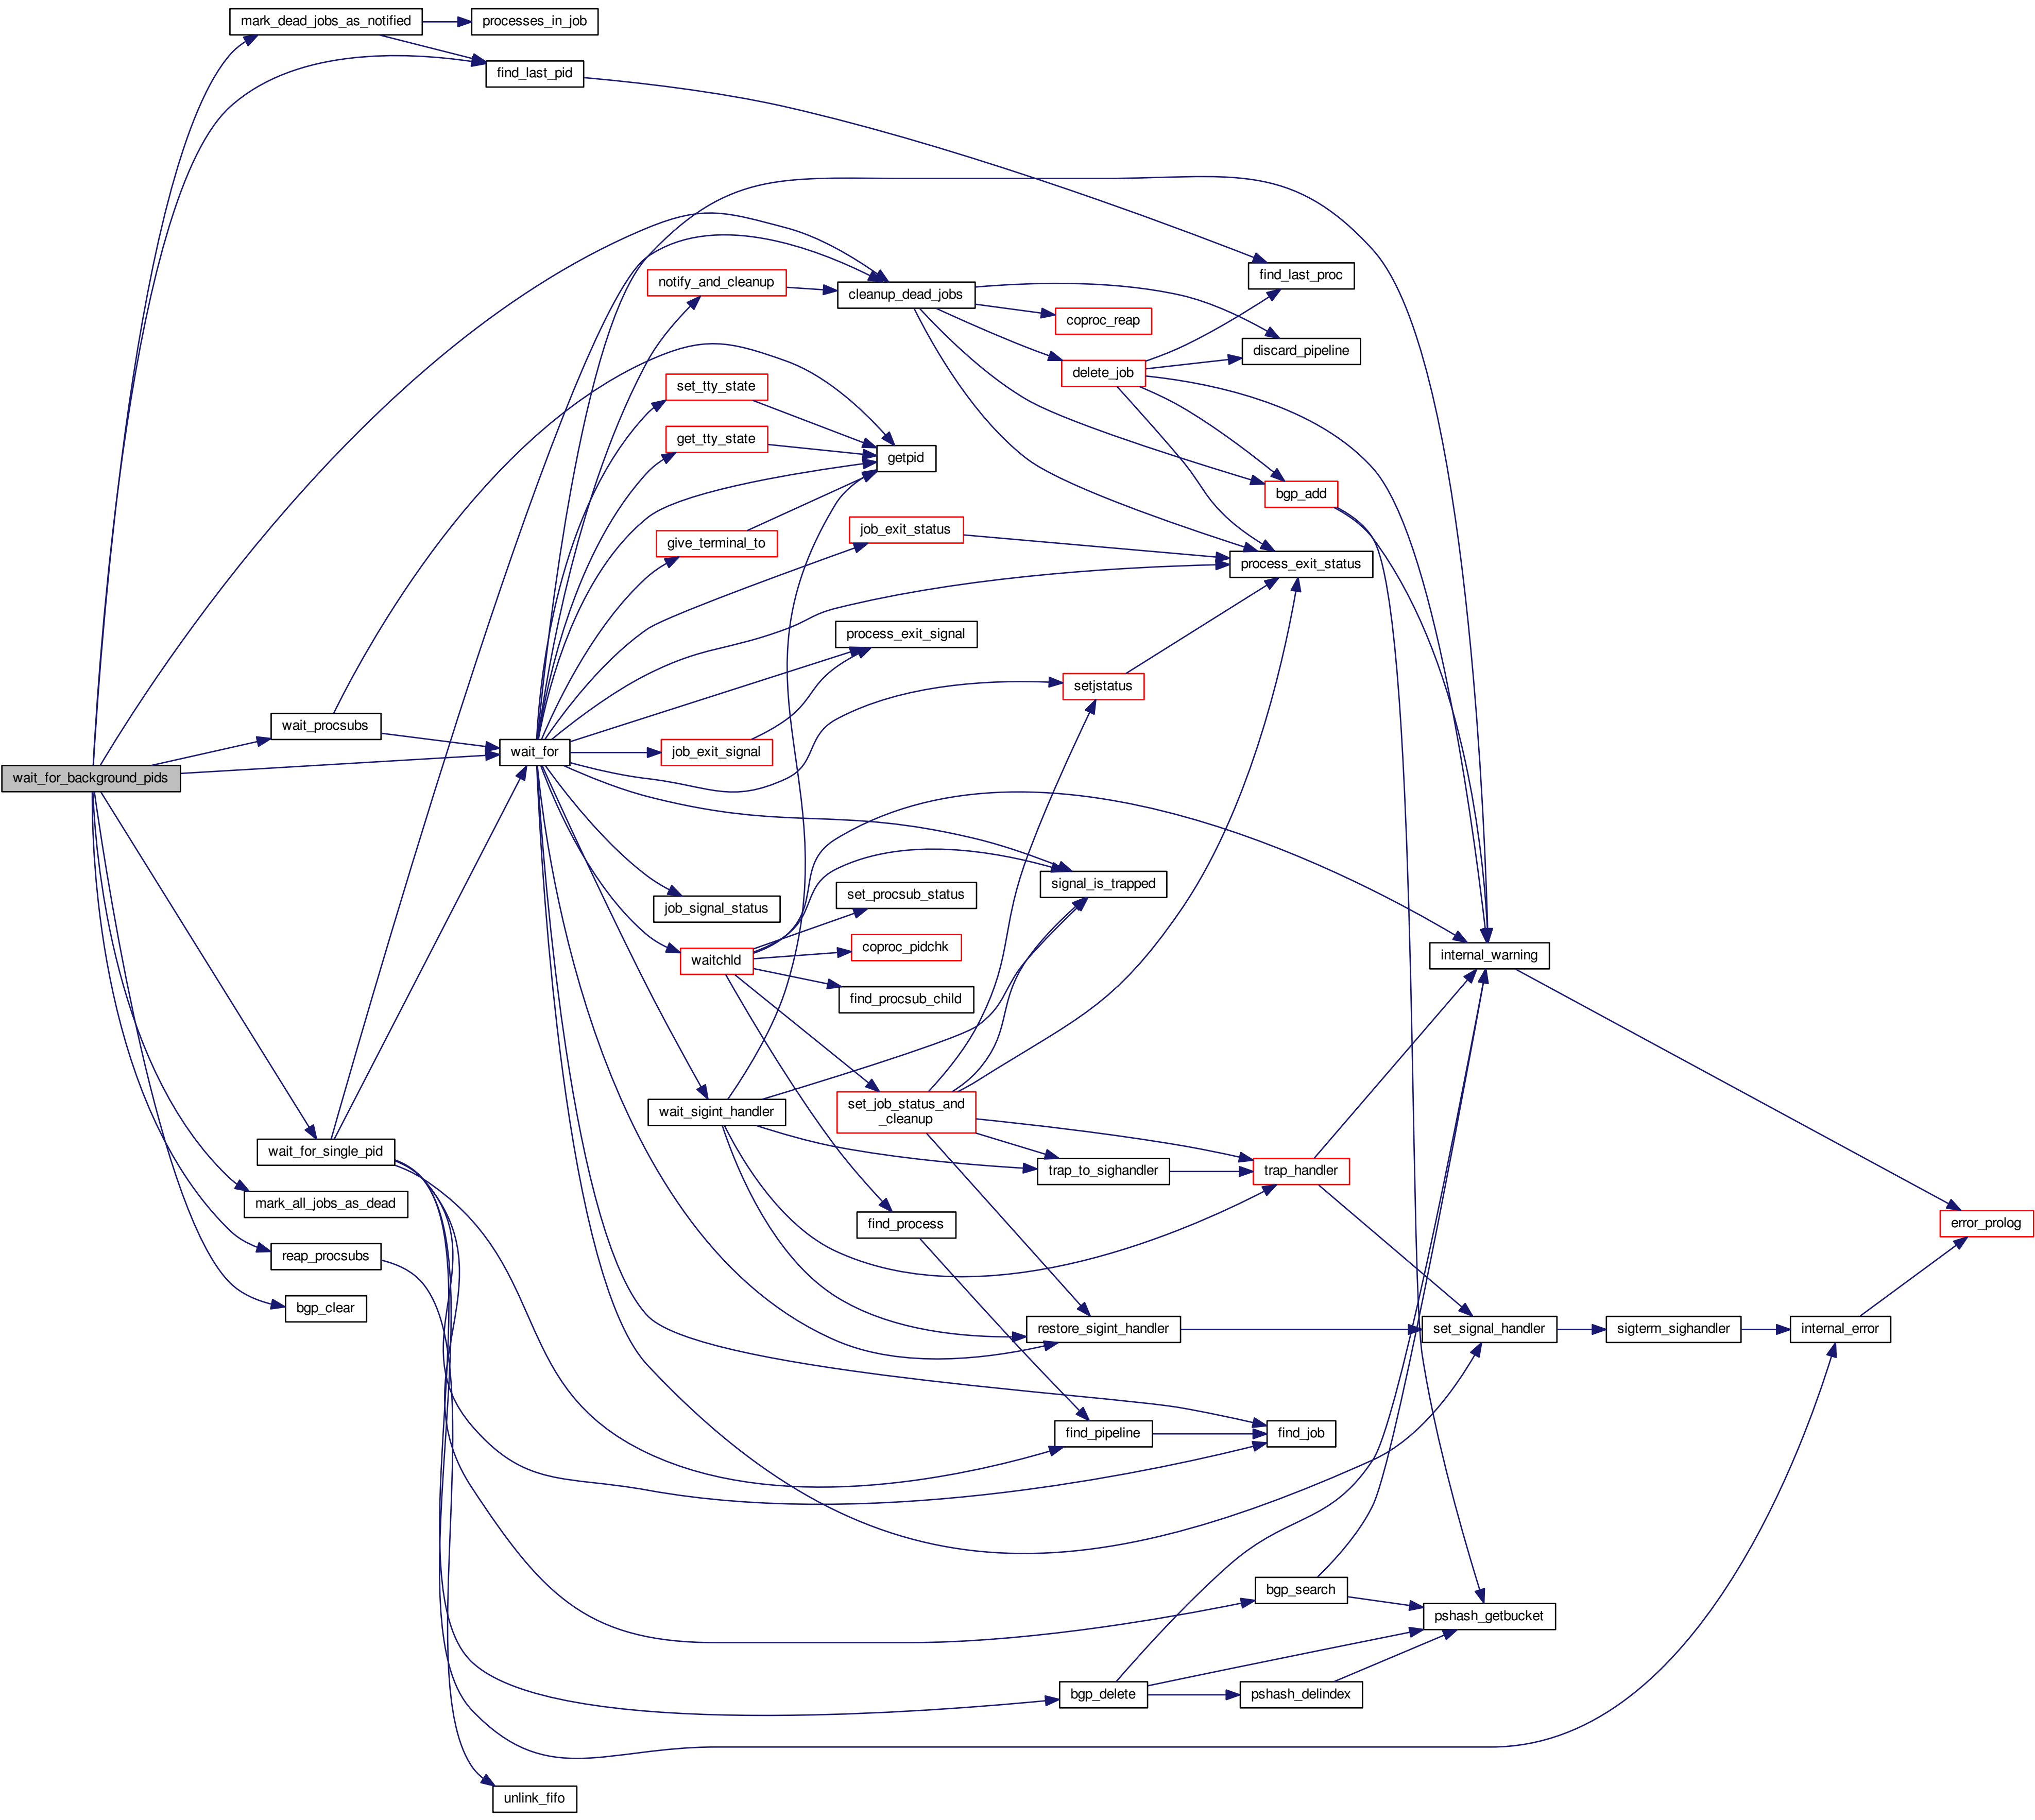 mark_dead_jobs_as_notified
processes_in_job
find_last_pid
find_last_proc
notify_and_cleanup
cleanup_dead_jobs
coproc_reap
discard_pipeline
delete_job
set_tty_state
get_tty_state
getpid
bgp_add
give_terminal_to
job_exit_status
process_exit_status
process_exit_signal
setjstatus
wait_procsubs
wait_for
job_exit_signal
wait_for_background_pids
signal_is_trapped
set_procsub_status
job_signal_status
coproc_pidchk
waitchld
internal_warning
find_procsub_child
wait_sigint_handler
set_job_status_and
_cleanup
wait_for_single_pid
trap_to_sighandler
trap_handler
mark_all_jobs_as_dead
find_process
error_prolog
reap_procsubs
bgp_clear
restore_sigint_handler
set_signal_handler
sigterm_sighandler
internal_error
find_pipeline
find_job
bgp_search
pshash_getbucket
bgp_delete
pshash_delindex
unlink_fifo